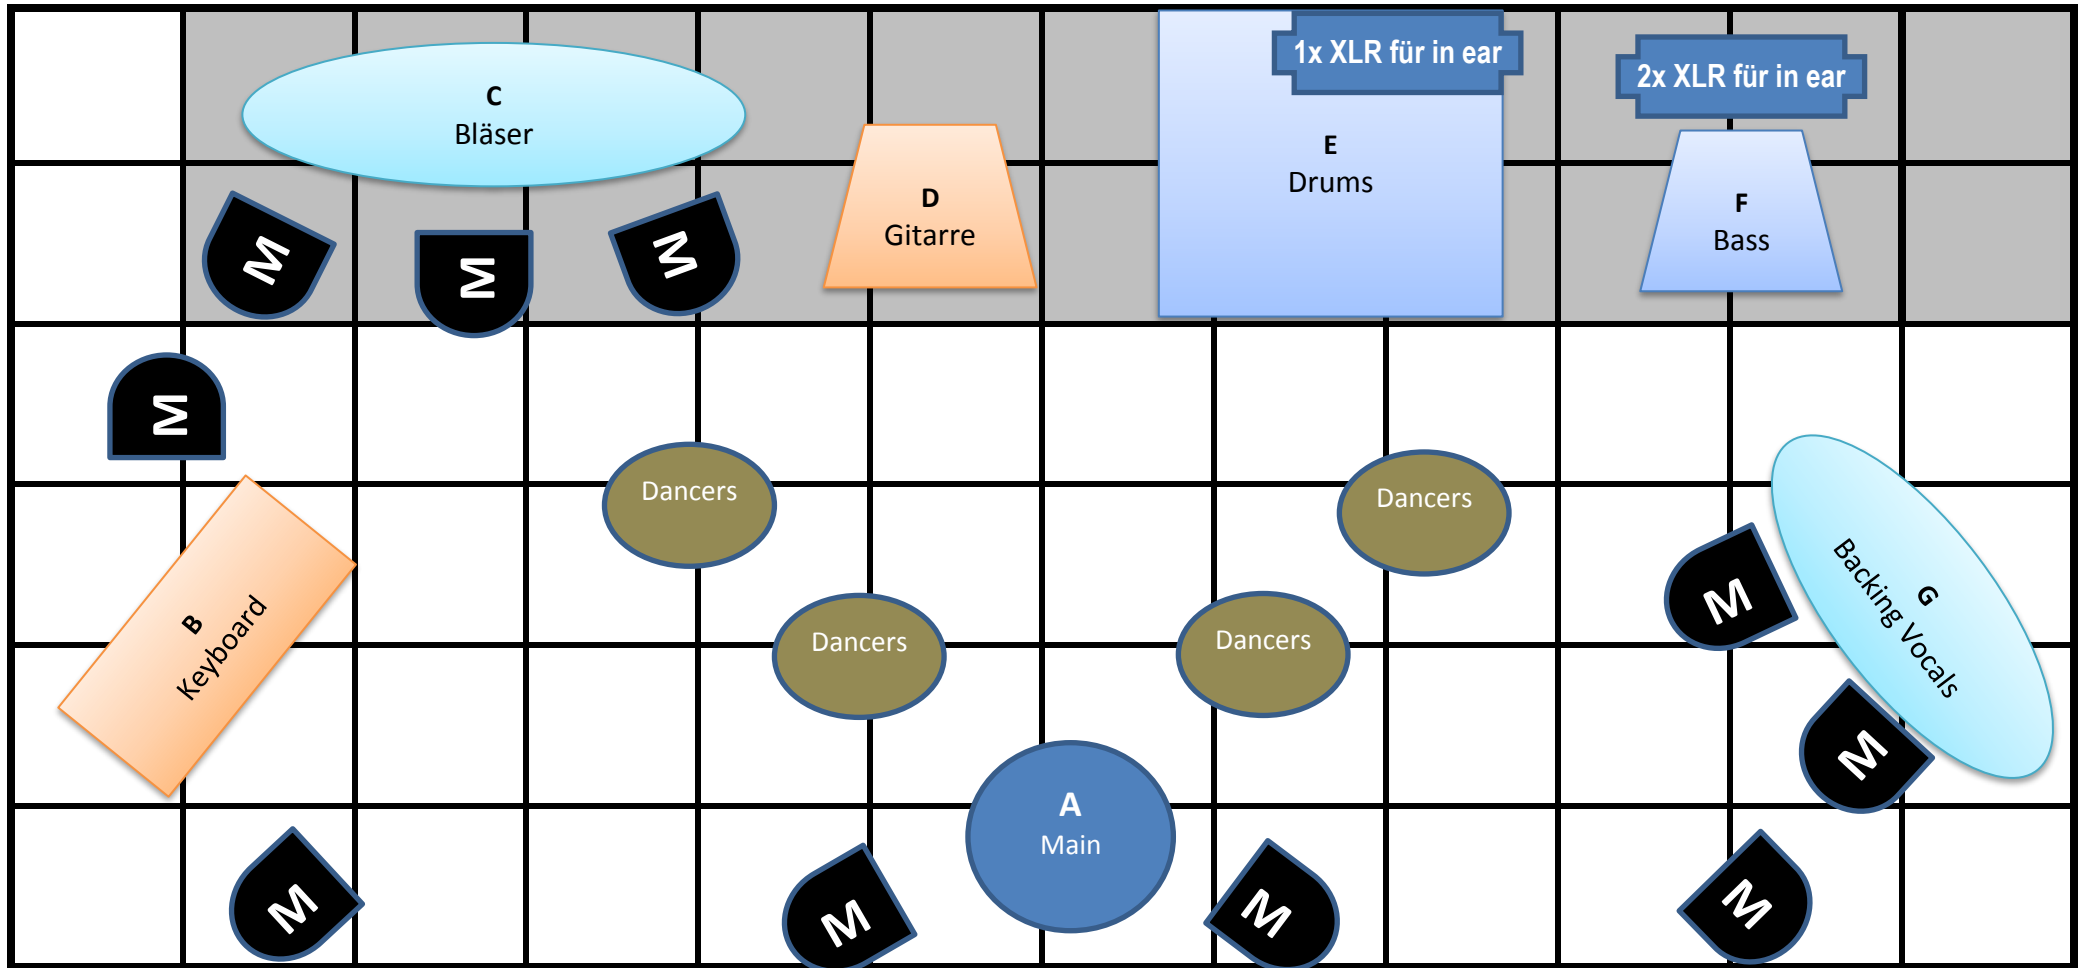 1x XLR für in ear
2x XLR für in ear
C
Bläser
E
Drums
D
Gitarre
F
Bass
M
M
M
M
Dancers
Dancers
B
Keyboard
Dancers
Dancers
M
G
Backing Vocals
M
A
Main
M
M
M
M